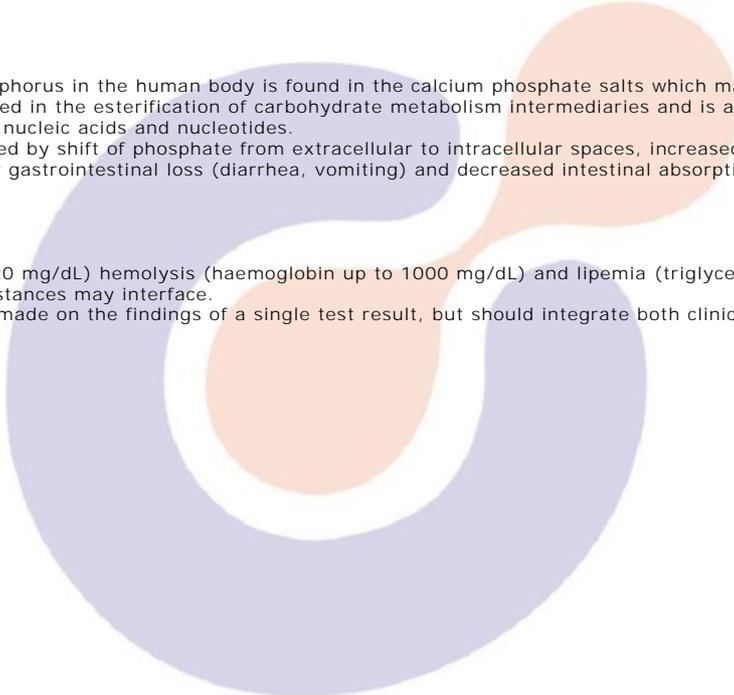 phorus in the human body is found in the calcium phosphate salts which m
ed in the esterification of carbohydrate metabolism intermediaries and is a
nucleic acids and nucleotides.
ed by shift of phosphate from extracellular to intracellular spaces, increased
gastrointestinal loss (diarrhea, vomiting) and decreased intestinal absorpti
0 mg/dL) hemolysis (haemoglobin up to 1000 mg/dL) and lipemia (triglyce
stances may interface.
made on the findings of a single test result, but should integrate both clinic